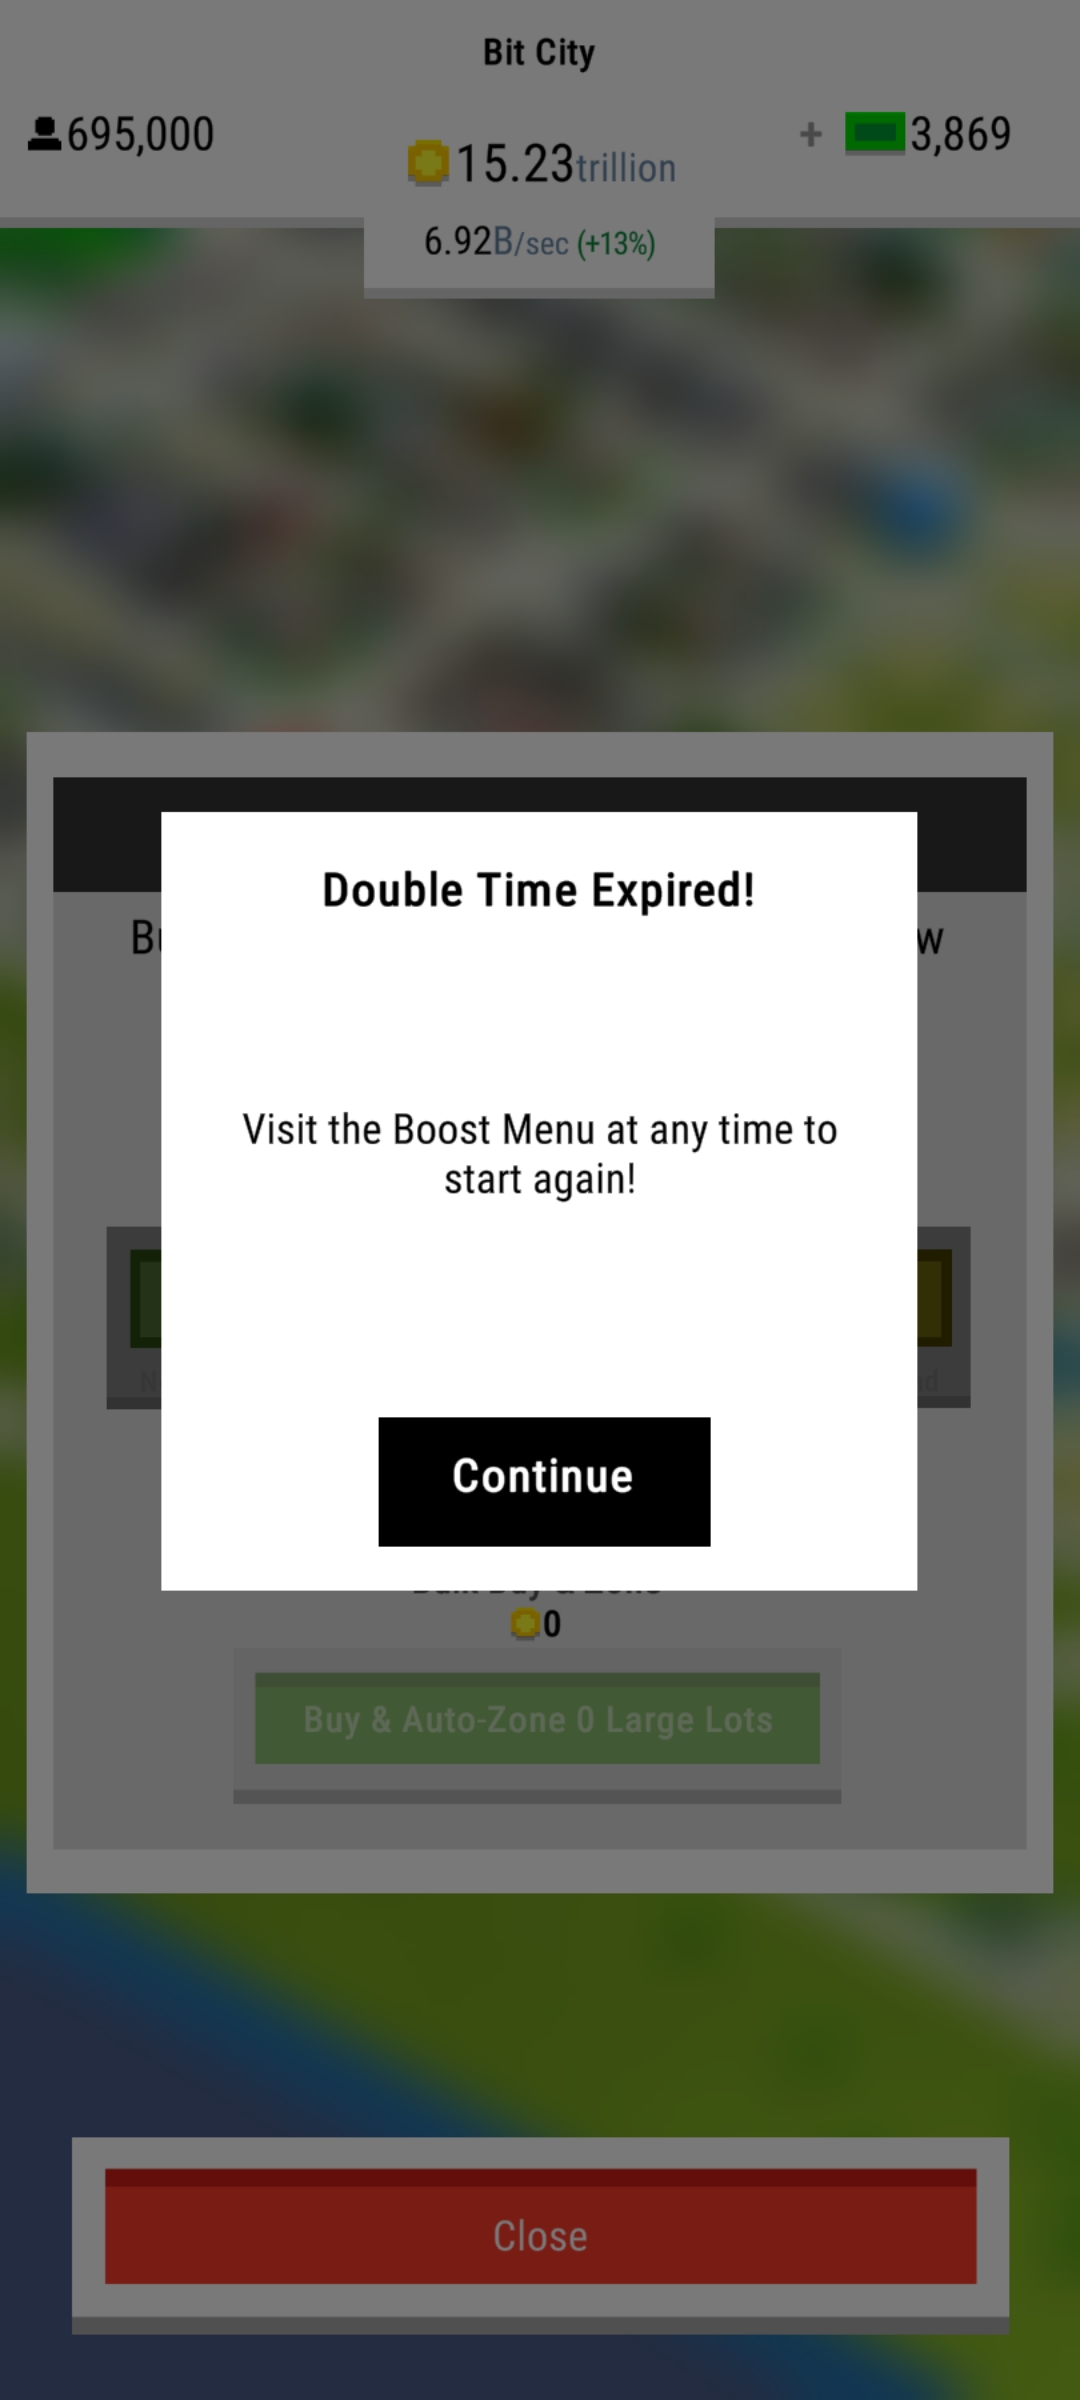 Bit City
695,000
15.23trillion
+ 3,869
6.92B/sec (+13%)
Double Time Expired!
Visit the Boost Menu at any time to
start again!
Continue
0
Buy & Auto-Zone 0 Large Lots
Close